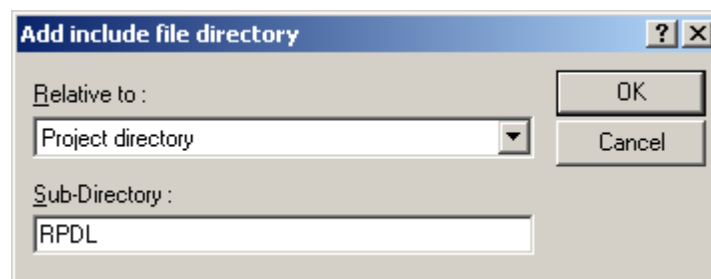 Add include file directory
Relative to :
OK
Project directory
Cancel
Sub-Directory :
RPDL